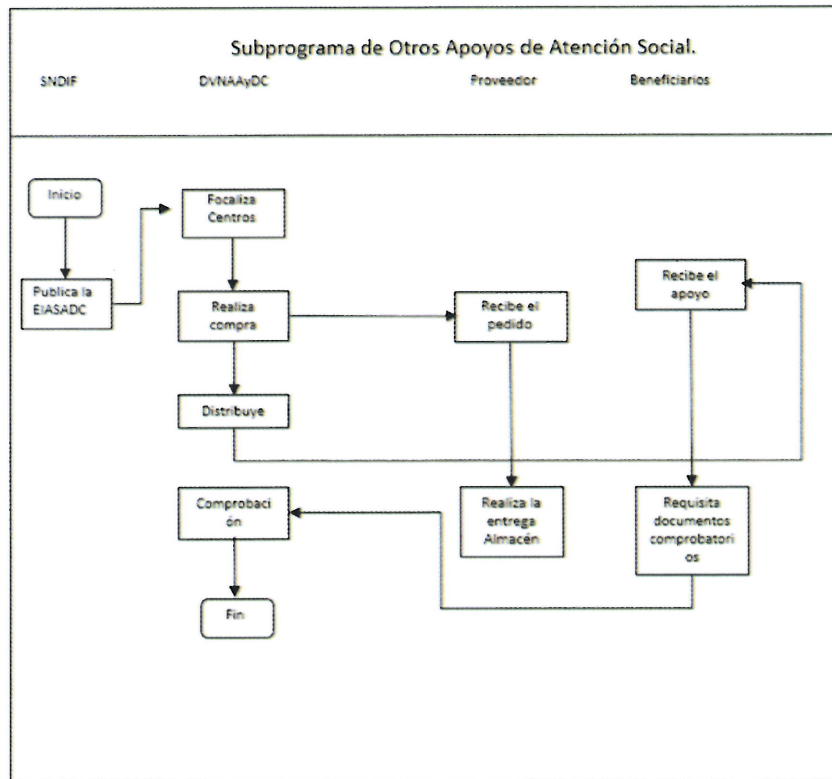 Subprograma de Otros Apoyos de Atención Social.
SNDIF
DVNAAyDC
Proveedor
Beneficiarios
Inicio
Focaliza
Centros
Publica la
EIASADC
Realiza
compra
Recibe el
pedido
Recibe el
apoyo
Distribuye
Comprobaci
ón
Realiza la
entrega
Almacén
Requisita
documentos
comprobatori
os
Fin